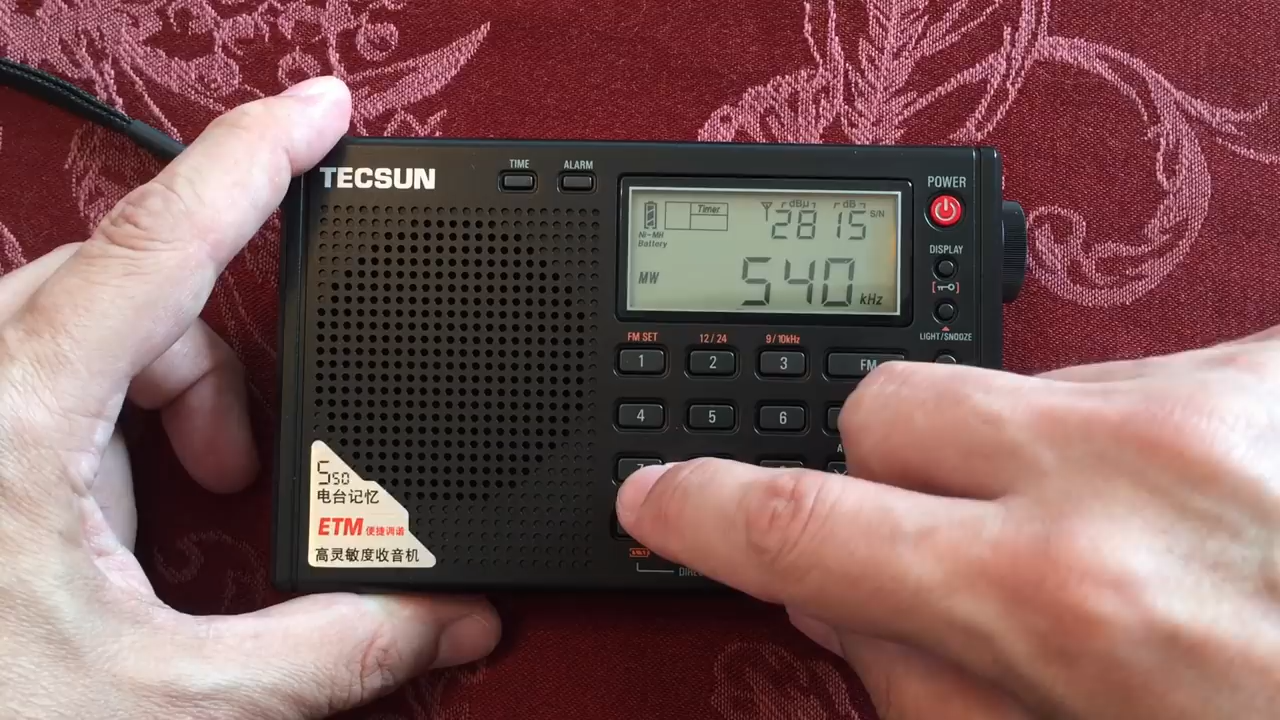 TECSUN
TIME
ALARM
POWER
Timer
dBµ
dB
2815
S/N
Ni-MH
Battery
MW
540
kHz
DISPLAY
LIGHT/SNOOZE
FM SET
12/24
9/10kHz
1
2
3
FM
4
5
6
7
550
电台记忆
ETM 便捷调谐
高灵敏度收音机